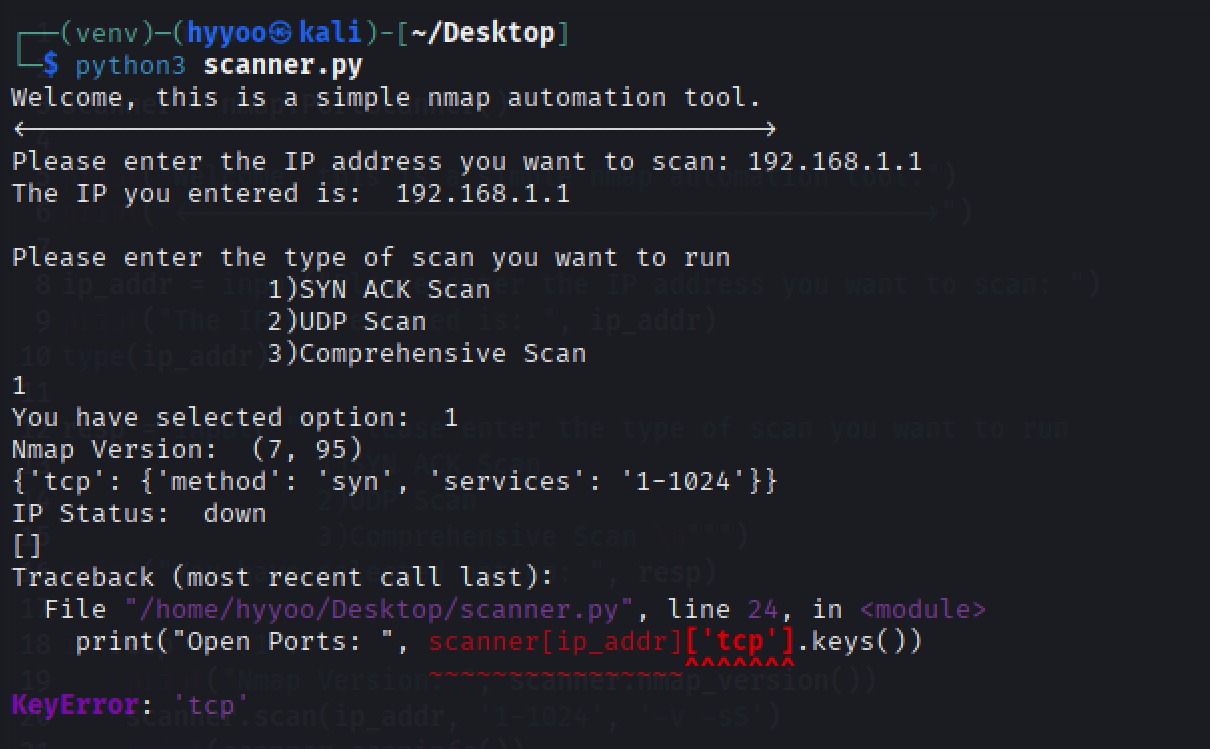 (venv)-(hyyoo㉿kali)-[~/Desktop]
$ python3 scanner.py
Welcome, this is a simple nmap automation tool.
<---------------------------------------------->
Please enter the IP address you want to scan: 192.168.1.1
The IP you entered is:  192.168.1.1
Please enter the type of scan you want to run
                1)SYN ACK Scan
                2)UDP Scan
                3)Comprehensive Scan
1
You have selected option:  1
Nmap Version:  (7, 95)
{'tcp': {'method': 'syn', 'services': '1-1024'}}
IP Status:  down
[]
Traceback (most recent call last):
  File "/home/hyyoo/Desktop/scanner.py", line 24, in <module>
    print("Open Ports: ", scanner[ip_addr]['tcp'].keys())
                          ~~~~~~~~~~~~~~~~^^^^^^^
KeyError: 'tcp'